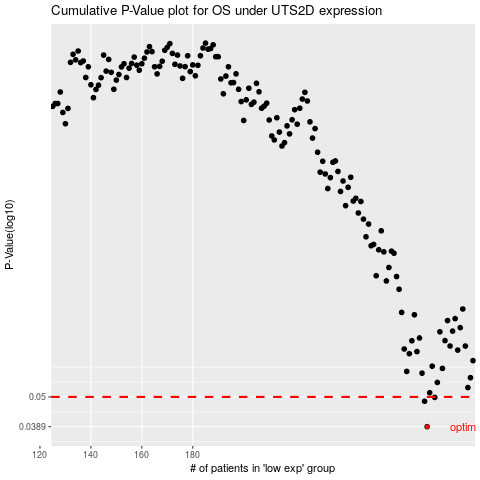 Cumulative P-Value plot for OS under UTS2D expression
P-Value(log10)
0.05
0.0389
optim
120 140 160 180
# of patients in 'low exp' group